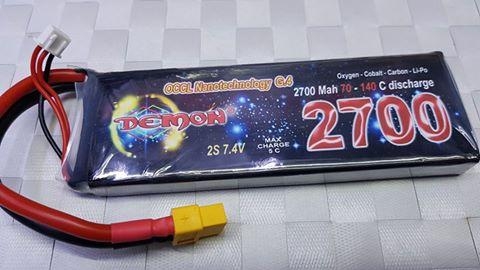 OCCL Nanotechnology G.4
DEMON
2S 7.4V
MAX
CHARGE
5 C
Oxygen - Cobalt - Carbon - Li-Po
2700 Mah 70 - 140 C discharge
2700